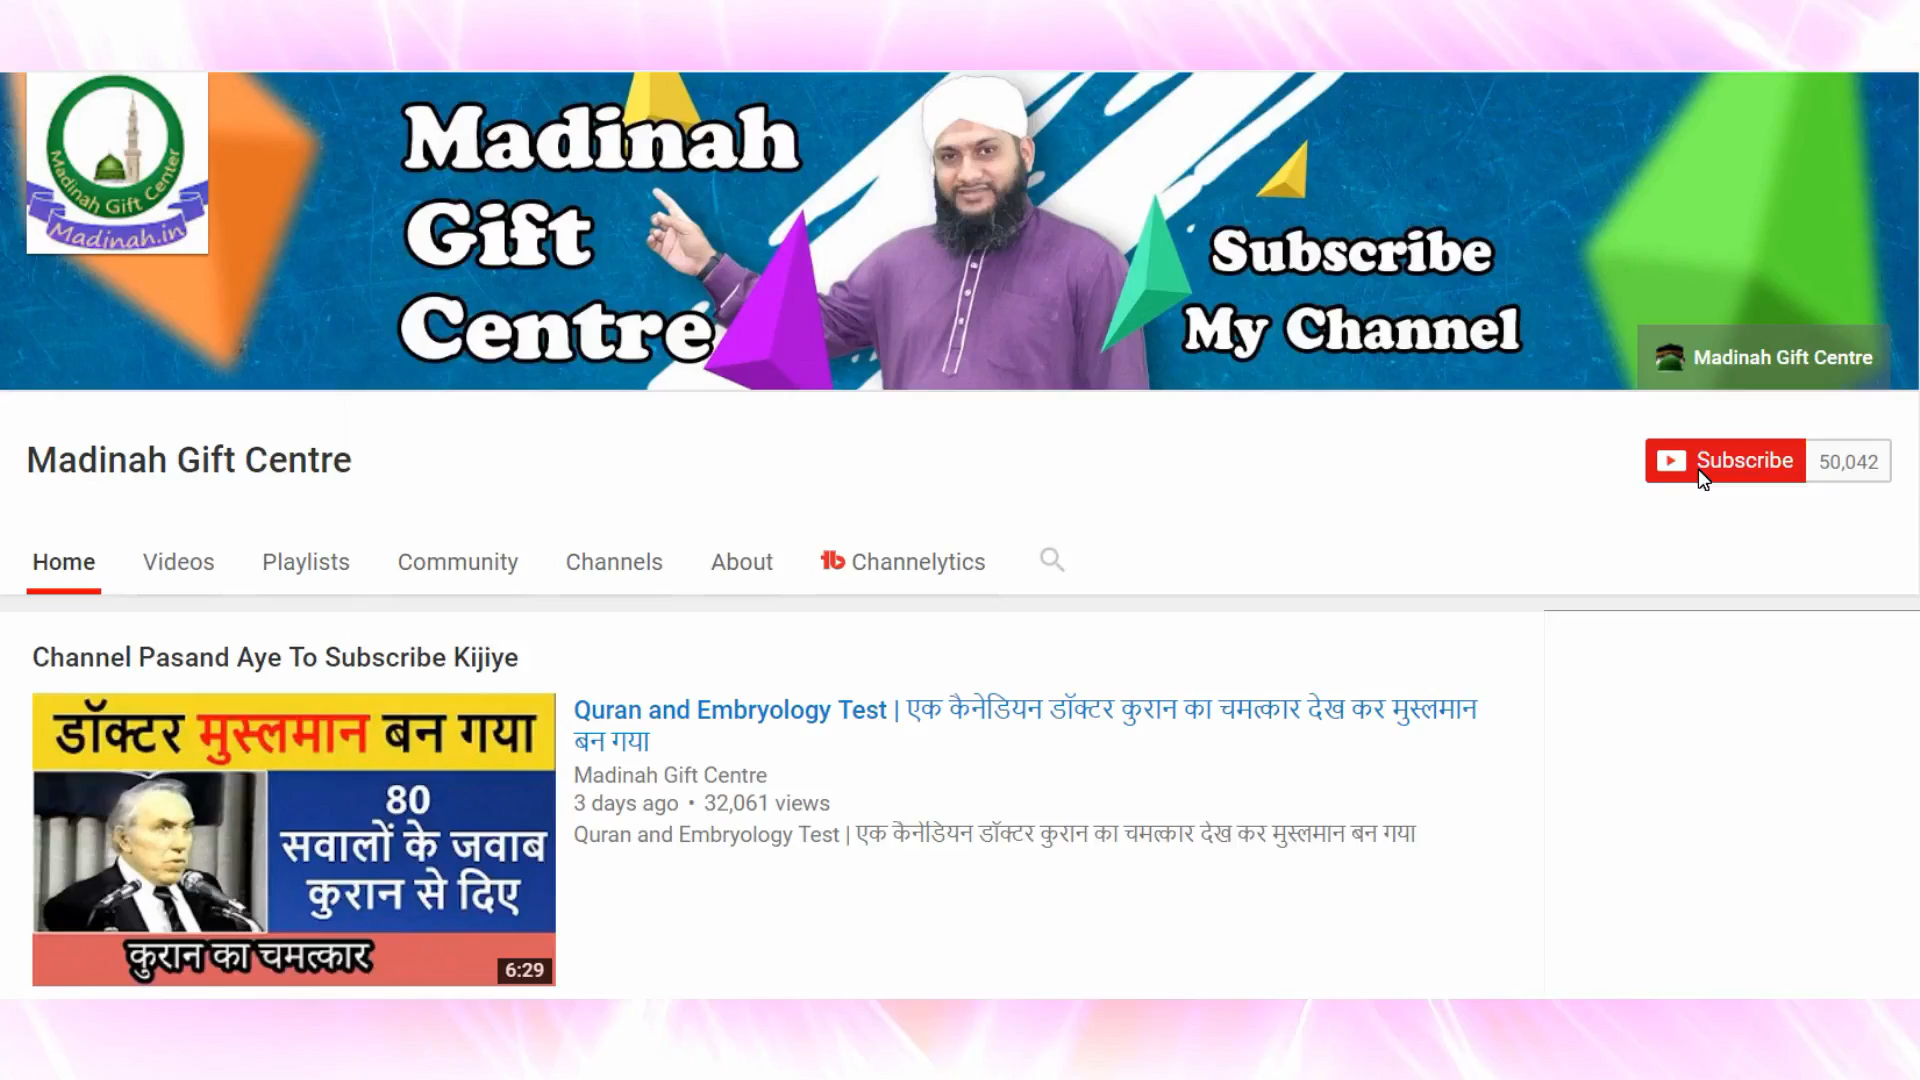 Madinah Gift Center
Madinah.in
Madinah
Gift
Centre
Subscribe
My Channel
Madinah Gift Centre
Madinah Gift Centre
Subscribe 50,042
Home Videos Playlists Community Channels About Channelytics
Channel Pasand Aye To Subscribe Kijiye
डॉक्टर मुस्लमान बन गया
80
सवालों के जवाब
कुरान से दिए
कुरान का चमत्कार
6:29
Quran and Embryology Test | एक कैनेडियन डॉक्टर कुरान का चमत्कार देख कर मुस्लमान
बन गया
Madinah Gift Centre
3 days ago • 32,061 views
Quran and Embryology Test | एक कैनेडियन डॉक्टर कुरान का चमत्कार देख कर मुस्लमान बन गया